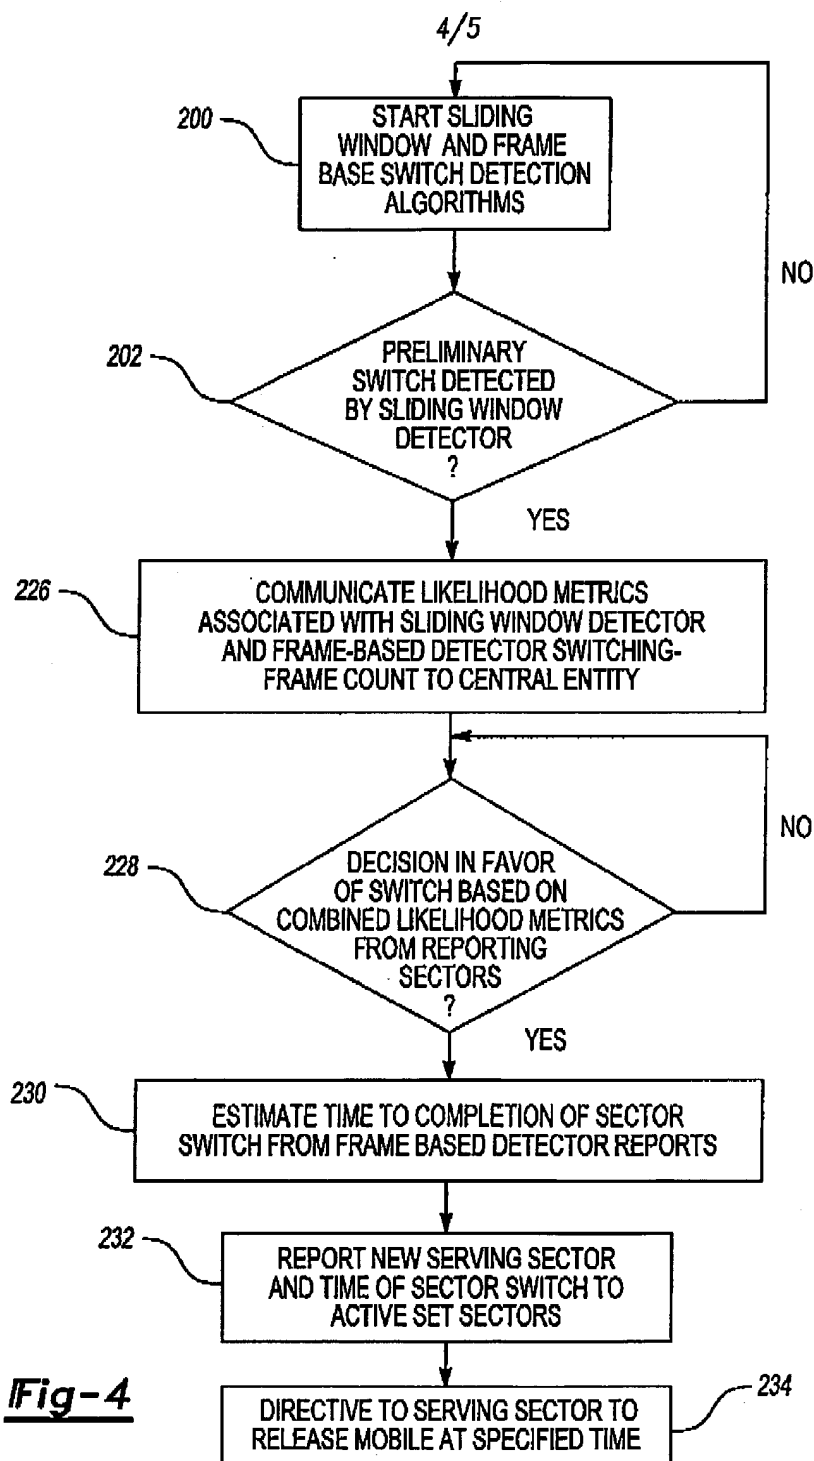 4/5
200
START SLIDING
WINDOW AND FRAME
BASE SWITCH DETECTION
ALGORITHMS
NO
202
PRELIMINARY
SWITCH DETECTED
BY SLIDING WINDOW
DETECTOR
?
YES
226
COMMUNICATE LIKELIHOOD METRICS
ASSOCIATED WITH SLIDING WINDOW DETECTOR
AND FRAME-BASED DETECTOR SWITCHING-
FRAME COUNT TO CENTRAL ENTITY
NO
228
DECISION IN FAVOR
OF SWITCH BASED ON
COMBINED LIKELIHOOD METRICS
FROM REPORTING
SECTORS
?
YES
230
ESTIMATE TIME TO COMPLETION OF SECTOR
SWITCH FROM FRAME BASED DETECTOR REPORTS
232
REPORT NEW SERVING SECTOR
AND TIME OF SECTOR SWITCH TO
ACTIVE SET SECTORS
234
DIRECTIVE TO SERVING SECTOR TO
RELEASE MOBILE AT SPECIFIED TIME
Fig-4